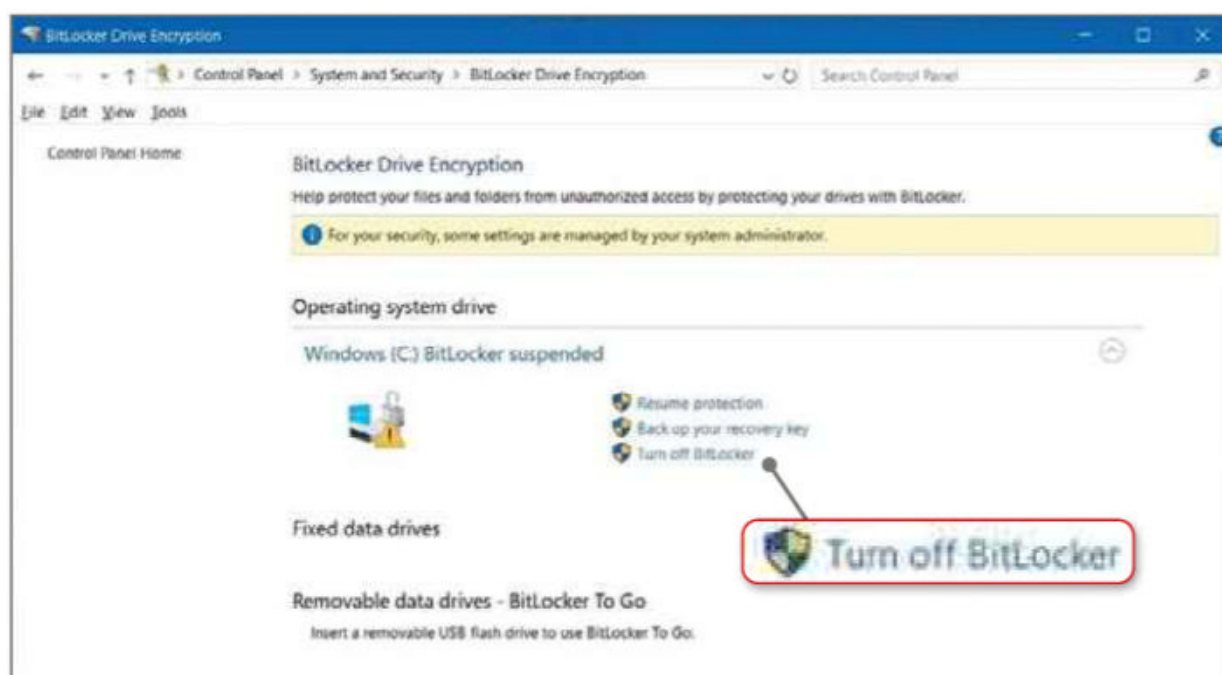 BitLocker Drive Encryption
Control Panel > System and Security > BitLocker Drive Encryption
Search Control Panel
File Edit View Tools
Control Panel Home
BitLocker Drive Encryption
Help protect your files and folders from unauthorized access by protecting your drives with BitLocker.
For your security, some settings are managed by your system administrator.
Operating system drive
Windows (C:) BitLocker suspended
Resume protection
Back up your recovery key
Turn off BitLocker
Fixed data drives
Turn off BitLocker
Removable data drives - BitLocker To Go
Insert a removable USB flash drive to use BitLocker To Go.